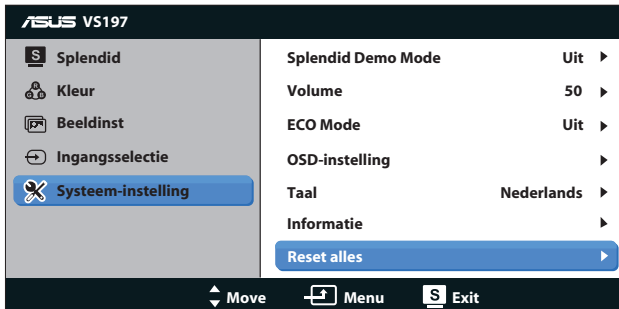 ASUS VS197
S Splendid
Kleur
Beeldinst
Ingangsselectie
Systeem-instelling
Splendid Demo Mode Uit
Volume 50
ECO Mode Uit
OSD-instelling
Taal Nederlands
Informatie
Reset alles
Move Menu S Exit